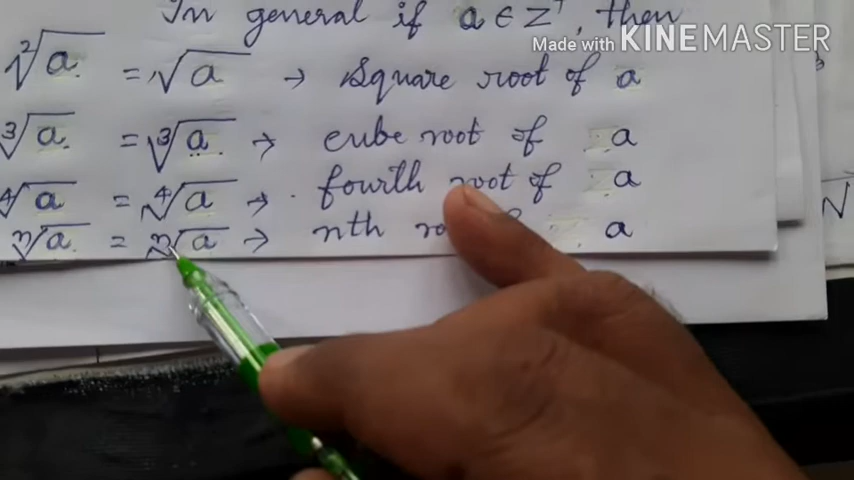 In general if a ∈ Z⁺, then
Made with KINEMASTER
²√a = √a → square root of a
³√a = ³√a → cube root of a
⁴√a = ⁴√a → fourth root of a
ⁿ√a = ⁿ√a → nth a